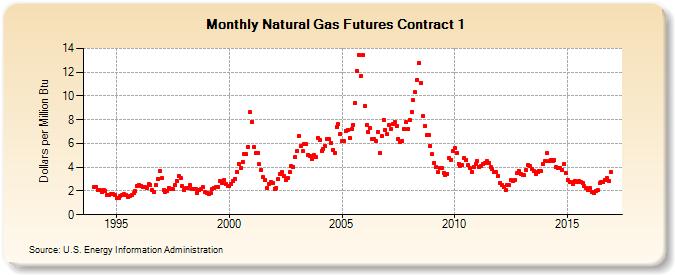 Monthly Natural Gas Futures Contract 1
Dollars per Million Btu
14
12
10
8
6
4
2
0
1995 2000 2005 2010 2015
Source: U.S. Energy Information Administration